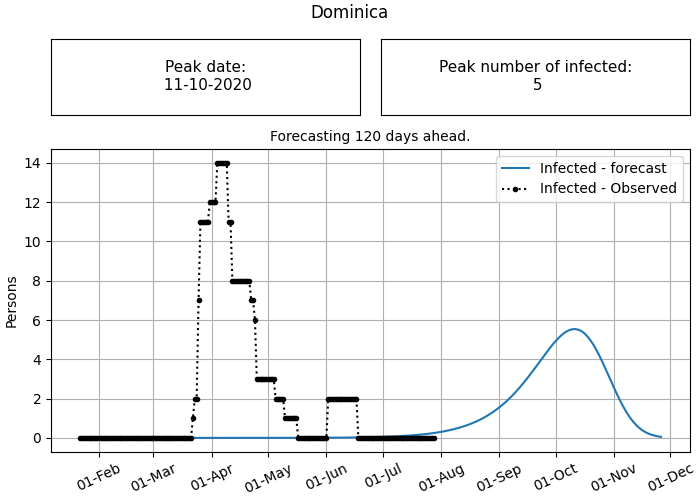 Dominica
Peak date:
11-10-2020
Peak number of infected:
5
Forecasting 120 days ahead.
Infected - forecast
Infected - Observed
Persons
14
12
10
8
6
4
2
0
01-Feb
01-Mar
01-Apr
01-May
01-Jun
01-Jul
01-Aug
01-Sep
01-Oct
01-Nov
01-Dec